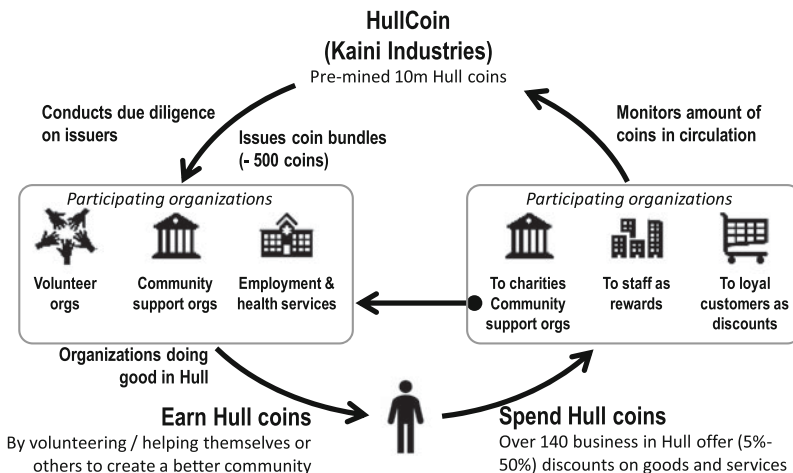 HullCoin
(Kaini Industries)
Pre-mined 10m Hull coins
Conducts due diligence
on issuers
Issues coin bundles
(- 500 coins)
Monitors amount of
coins in circulation
Participating organizations
Volunteer
orgs
Community
support orgs
Employment &
health services
Participating organizations
To charities
Community
support orgs
To staff as
rewards
To loyal
customers as
discounts
Organizations doing
good in Hull
Earn Hull coins
By volunteering / helping themselves or
others to create a better community
Spend Hull coins
Over 140 business in Hull offer (5%-
50%) discounts on goods and services